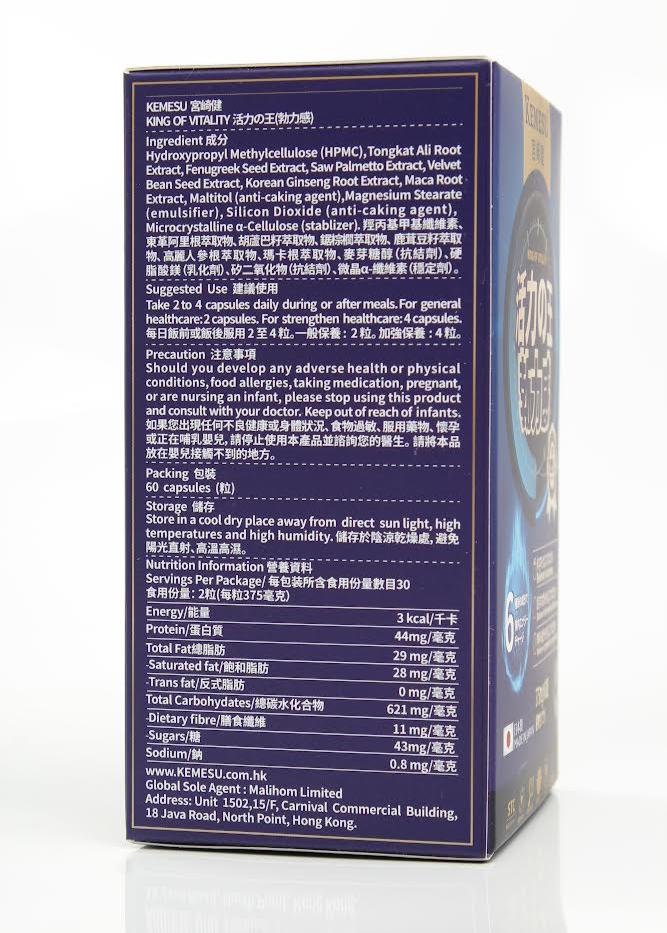 KEMESU 宮崎健
KING OF VITALITY 活力の王(勃力感)
Ingredient 成分
Hydroxypropyl Methylcellulose (HPMC), Tongkat Ali Root
Extract, Fenugreek Seed Extract, Saw Palmetto Extract, Velvet
Bean Seed Extract, Korean Ginseng Root Extract, Maca Root
Extract, Maltitol (anti-caking agent), Magnesium Stearate
(emulsifier), Silicon Dioxide (anti-caking agent),
Microcrystalline α-Cellulose (stablizer). 羥丙基甲基纖維素、
東革阿里根萃取物、胡蘆巴籽萃取物、鋸棕櫚萃取物、鹿茸豆籽萃取
物、高麗人參根萃取物、瑪卡根萃取物、麥芽糖醇(抗結劑)、硬
脂酸鎂(乳化劑)、矽二氧化物(抗結劑)、微晶α-纖維素(穩定劑)。
Suggested Use 建議使用
Take 2 to 4 capsules daily during or after meals. For general
healthcare: 2 capsules. For strengthen healthcare: 4 capsules.
每日飯前或飯後服用2至4粒。一般保養:2粒。加強保養:4粒。
Precaution 注意事項
Should you develop any adverse health or physical
conditions, food allergies, taking medication, pregnant,
or are nursing an infant, please stop using this product
and consult with your doctor. Keep out of reach of infants.
如果您出現任何不良健康或身體狀況、食物過敏、服用藥物、懷孕
或正在哺乳嬰兒,請停止使用本產品並諮詢您的醫生。請將本品
放在嬰兒接觸不到的地方。
Packing 包裝
60 capsules (粒)
Storage 儲存
Store in a cool dry place away from direct sun light, high
temperatures and high humidity. 儲存於陰涼乾燥處,避免
陽光直射、高溫高濕。
Nutrition Information 營養資料
Servings Per Package/ 每包裝所含食用份量數目30
食用份量: 2粒(每粒375毫克)
Energy/能量 3 kcal/千卡
Protein/蛋白質 44mg/毫克
Total Fat總脂肪 29 mg/毫克
-Saturated fat/飽和脂肪 28 mg/毫克
-Trans fat/反式脂肪 0 mg/毫克
Total Carbohydates/總碳水化合物 621 mg/毫克
-Dietary fibre/膳食纖維 11 mg/毫克
-Sugars/糖 43mg/毫克
Sodium/鈉 0.8 mg/毫克
www.KEMESU.com.hk
Global Sole Agent : Malihom Limited
Address: Unit 1502,15/F, Carnival Commercial Building,
18 Java Road, North Point, Hong Kong.
KEMESU
宮崎健
活力の王
勃力感
6
日本製
MADE IN JAPAN
STC